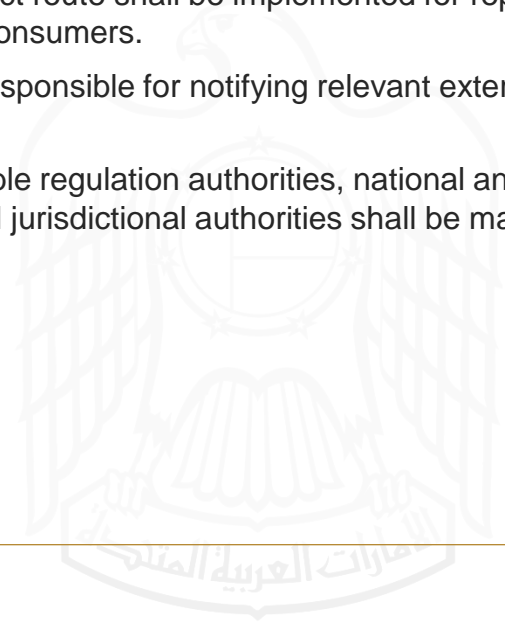 ct route shall be implemented for rep
onsumers.
sponsible for notifying relevant exter
ole regulation authorities, national an
l jurisdictional authorities shall be ma
الإمارات العربية المتحدة